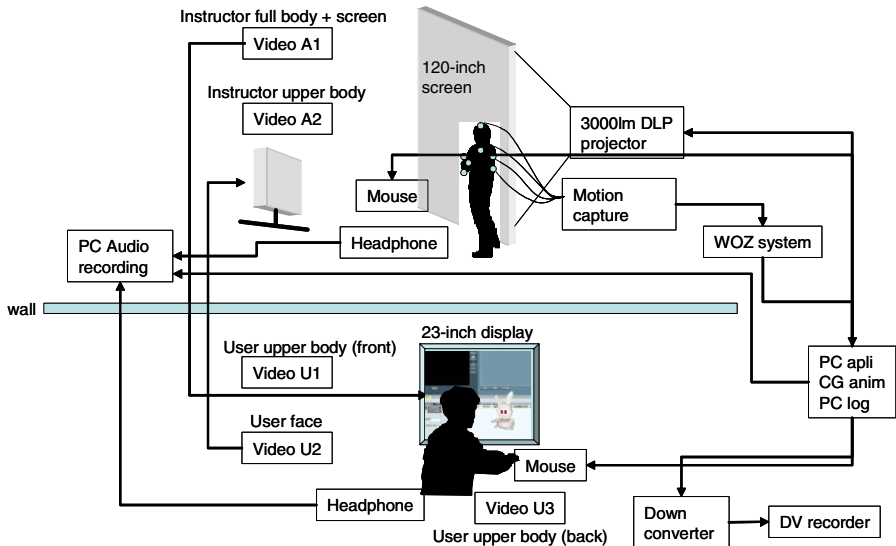 Instructor full body + screen
Video A1
Instructor upper body
Video A2
120-inch
screen
3000lm DLP
projector
Mouse
Motion
capture
Headphone
WOZ system
PC Audio
recording
wall
23-inch display
User upper body (front)
Video U1
PC apli
CG anim
PC log
User face
Video U2
Mouse
Headphone
Video U3
User upper body (back)
Down
converter
DV recorder